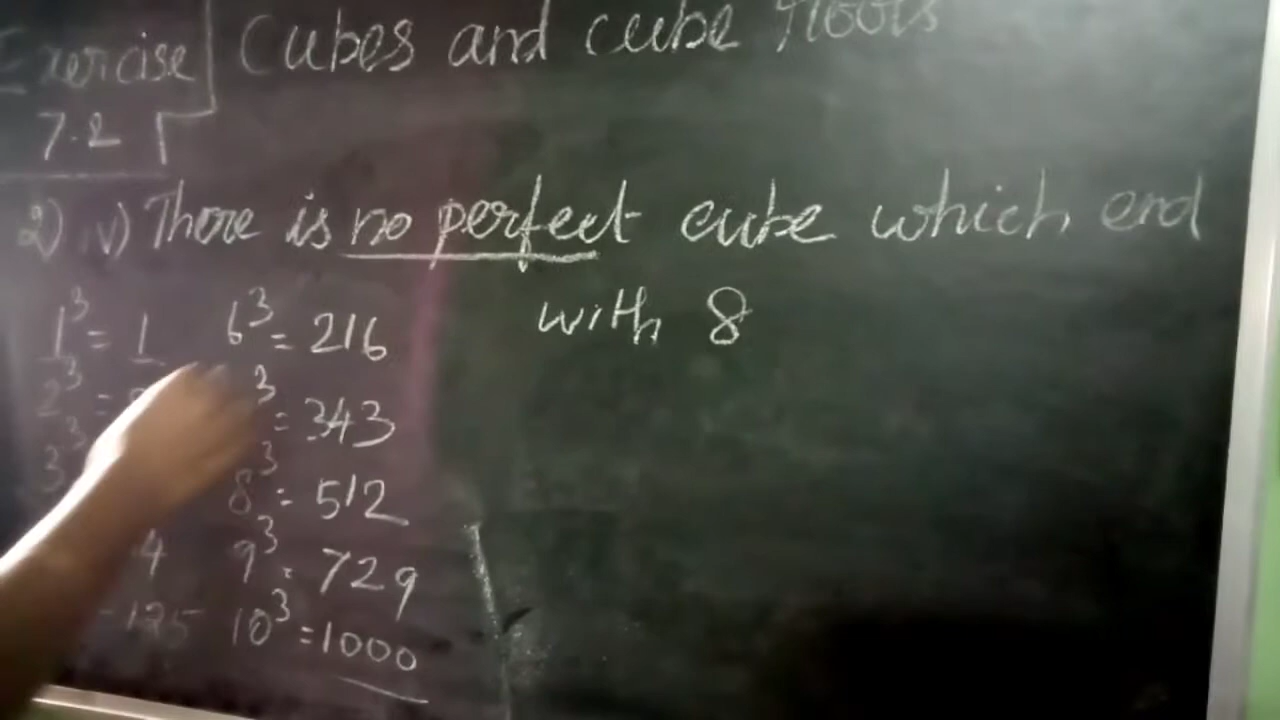 Exercise Cubes and cube roots
7.2
2) v) There is no perfect cube which end
with 8
1³ = 1 6³ = 216
2³ = ³ = 343
3³ 8³ = 512
4 9³ = 729
= 125 10³ = 1000